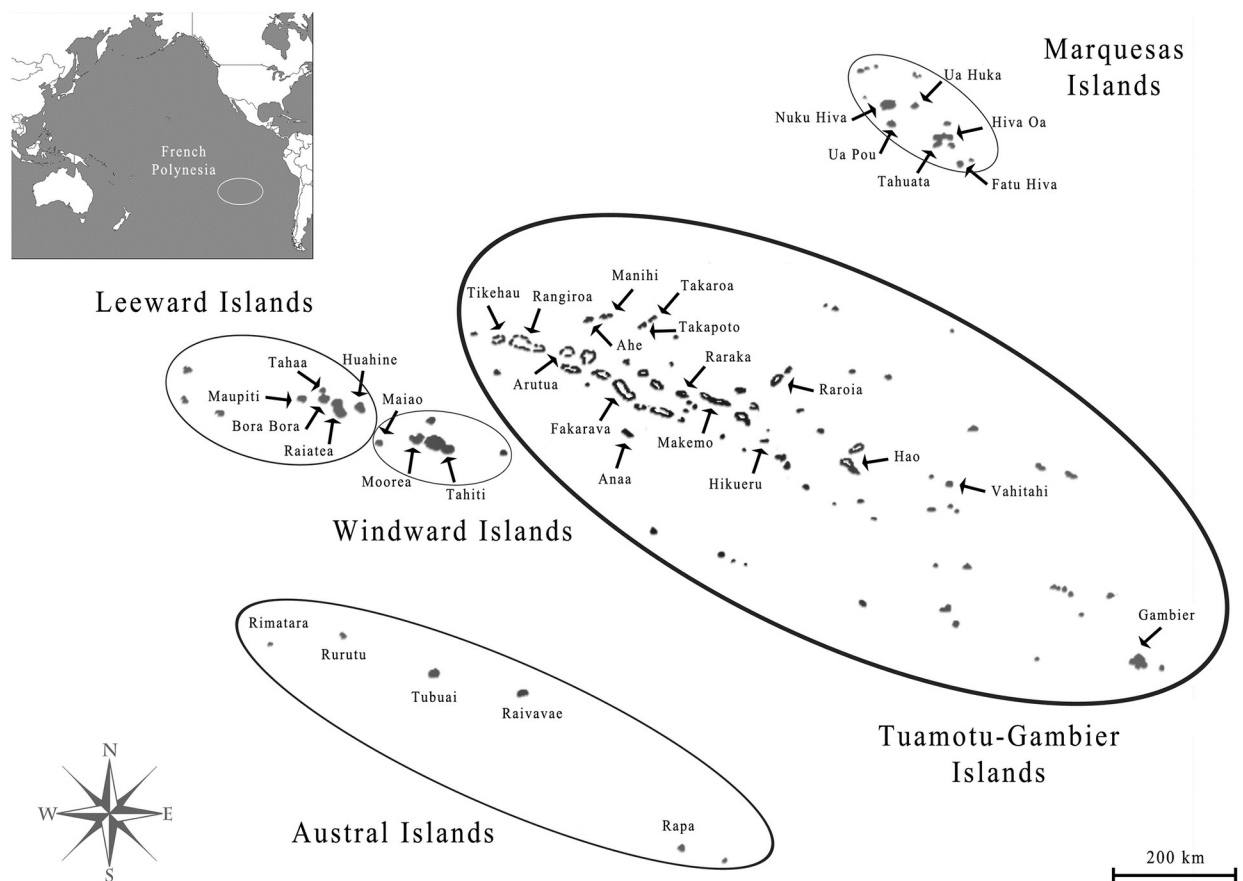 French
Polynesia
Marquesas
Islands
Ua Huka
Nuku Hiva
Hiva Oa
Ua Pou
Tahuata
Fatu Hiva
Leeward Islands
Tahaa
Huahine
Maupiti
Bora Bora
Raiatea
Maiao
Moorea
Tahiti
Windward Islands
Tikehau
Rangiroa
Manihi
Takaroa
Takapoto
Ahe
Arutua
Raraka
Raroia
Fakarava
Makemo
Anaa
Hikueru
Hao
Vahitahi
Gambier
Tuamotu-Gambier
Islands
Rimatara
Rurutu
Tubuai
Raivavae
Rapa
Austral Islands
N
W
E
S
200 km